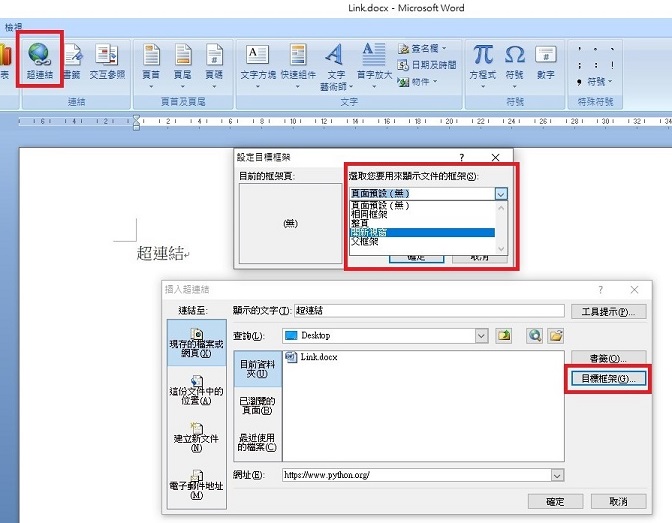 Link.docx - Microsoft Word
檢視
表
超連結
書籤
交互參照
頁首
頁尾
頁碼
文字方塊
快速組件
文字藝術師
首字放大
簽名欄
日期及時間
物件
方程式
符號
數字
符號
連結
頁首及頁尾
文字
符號
特殊符號
設定目標框架
目前的框架頁:
(無)
選取您要用來顯示文件的框架(S):
頁面預設 (無)
頁面預設 (無)
相同框架
整頁
開新視窗
父框架
確定
取消
超連結
插入超連結
連結至:
顯示的文字(T): 超連結
工具提示(P)...
現存的檔案或網頁(X)
查詢(L):
Desktop
目前資料夾(U)
Link.docx
書籤(O)...
目標框架(G)...
這份文件中的位置(A)
已瀏覽的頁面(B)
建立新文件(N)
最近使用的檔案(C)
電子郵件地址(M)
網址(E): https://www.python.org/
確定
取消